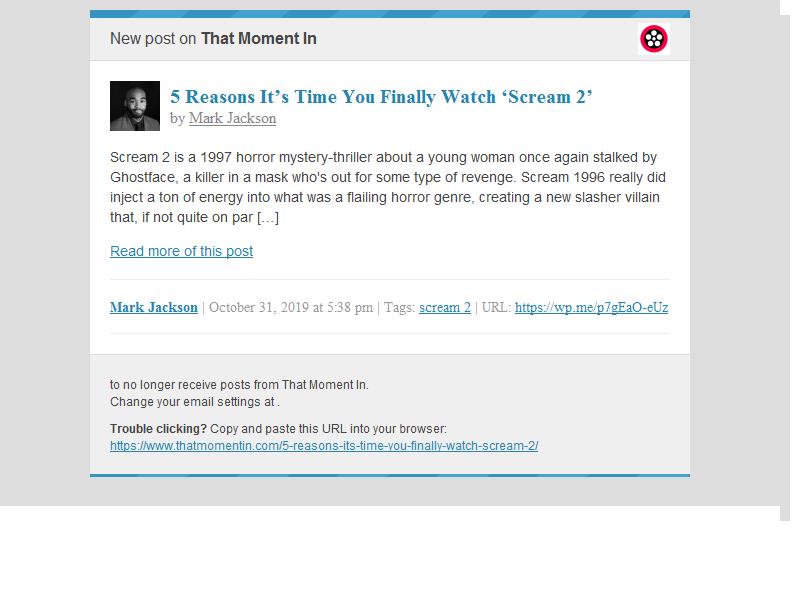 New post on That Moment In
5 Reasons It’s Time You Finally Watch ‘Scream 2’
by Mark Jackson
Scream 2 is a 1997 horror mystery-thriller about a young woman once again stalked by
Ghostface, a killer in a mask who's out for some type of revenge. Scream 1996 really did
inject a ton of energy into what was a flailing horror genre, creating a new slasher villain
that, if not quite on par […]
Read more of this post
Mark Jackson | October 31, 2019 at 5:38 pm | Tags: scream 2 | URL: https://wp.me/p7gEaO-eUz
to no longer receive posts from That Moment In.
Change your email settings at .
Trouble clicking? Copy and paste this URL into your browser:
https://www.thatmomentin.com/5-reasons-its-time-you-finally-watch-scream-2/